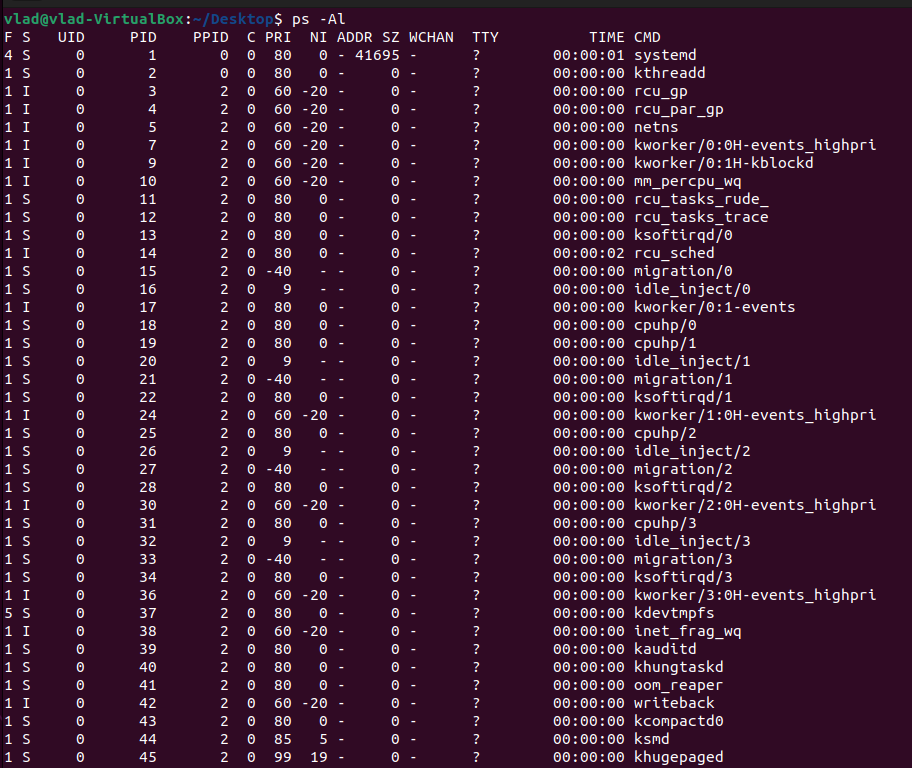 vlad@vlad-VirtualBox:~/Desktop$ ps -Al
F S   UID     PID    PPID  C PRI  NI ADDR SZ WCHAN  TTY          TIME CMD
4 S     0       1       0  0  80   0 - 41695 -      ?        00:00:01 systemd
1 S     0       2       0  0  80   0 -     0 -      ?        00:00:00 kthreadd
1 I     0       3       2  0  60 -20 -     0 -      ?        00:00:00 rcu_gp
1 I     0       4       2  0  60 -20 -     0 -      ?        00:00:00 rcu_par_gp
1 I     0       5       2  0  60 -20 -     0 -      ?        00:00:00 netns
1 I     0       7       2  0  60 -20 -     0 -      ?        00:00:00 kworker/0:0H-events_highpri
1 I     0       9       2  0  60 -20 -     0 -      ?        00:00:00 kworker/0:1H-kblockd
1 I     0      10       2  0  60 -20 -     0 -      ?        00:00:00 mm_percpu_wq
1 S     0      11       2  0  80   0 -     0 -      ?        00:00:00 rcu_tasks_rude_
1 S     0      12       2  0  80   0 -     0 -      ?        00:00:00 rcu_tasks_trace
1 S     0      13       2  0  80   0 -     0 -      ?        00:00:00 ksoftirqd/0
1 I     0      14       2  0  80   0 -     0 -      ?        00:00:02 rcu_sched
1 S     0      15       2  0 -40   - -     0 -      ?        00:00:00 migration/0
1 S     0      16       2  0   9   - -     0 -      ?        00:00:00 idle_inject/0
1 I     0      17       2  0  80   0 -     0 -      ?        00:00:00 kworker/0:1-events
1 S     0      18       2  0  80   0 -     0 -      ?        00:00:00 cpuhp/0
1 S     0      19       2  0  80   0 -     0 -      ?        00:00:00 cpuhp/1
1 S     0      20       2  0   9   - -     0 -      ?        00:00:00 idle_inject/1
1 S     0      21       2  0 -40   - -     0 -      ?        00:00:00 migration/1
1 S     0      22       2  0  80   0 -     0 -      ?        00:00:00 ksoftirqd/1
1 I     0      24       2  0  60 -20 -     0 -      ?        00:00:00 kworker/1:0H-events_highpri
1 S     0      25       2  0  80   0 -     0 -      ?        00:00:00 cpuhp/2
1 S     0      26       2  0   9   - -     0 -      ?        00:00:00 idle_inject/2
1 S     0      27       2  0 -40   - -     0 -      ?        00:00:00 migration/2
1 S     0      28       2  0  80   0 -     0 -      ?        00:00:00 ksoftirqd/2
1 I     0      30       2  0  60 -20 -     0 -      ?        00:00:00 kworker/2:0H-events_highpri
1 S     0      31       2  0  80   0 -     0 -      ?        00:00:00 cpuhp/3
1 S     0      32       2  0   9   - -     0 -      ?        00:00:00 idle_inject/3
1 S     0      33       2  0 -40   - -     0 -      ?        00:00:00 migration/3
1 S     0      34       2  0  80   0 -     0 -      ?        00:00:00 ksoftirqd/3
1 I     0      36       2  0  60 -20 -     0 -      ?        00:00:00 kworker/3:0H-events_highpri
5 S     0      37       2  0  80   0 -     0 -      ?        00:00:00 kdevtmpfs
1 I     0      38       2  0  60 -20 -     0 -      ?        00:00:00 inet_frag_wq
1 S     0      39       2  0  80   0 -     0 -      ?        00:00:00 kauditd
1 S     0      40       2  0  80   0 -     0 -      ?        00:00:00 khungtaskd
1 S     0      41       2  0  80   0 -     0 -      ?        00:00:00 oom_reaper
1 I     0      42       2  0  60 -20 -     0 -      ?        00:00:00 writeback
1 S     0      43       2  0  80   0 -     0 -      ?        00:00:00 kcompactd0
1 S     0      44       2  0  85   5 -     0 -      ?        00:00:00 ksmd
1 S     0      45       2  0  99  19 -     0 -      ?        00:00:00 khugepaged